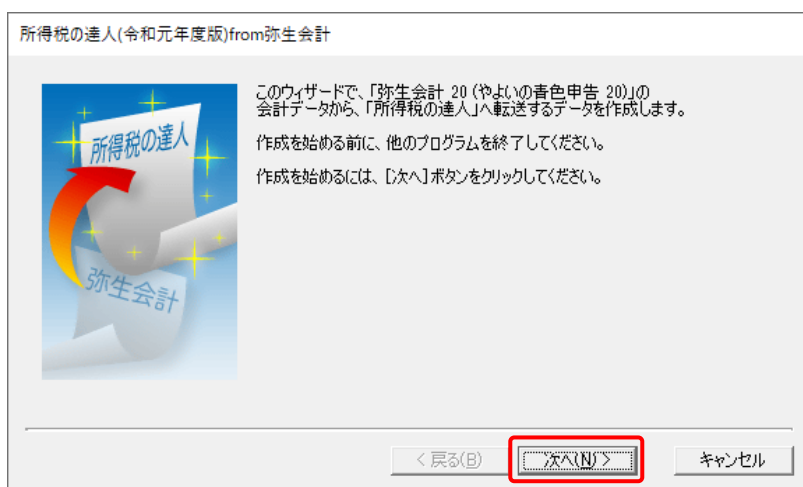 所得税の達人(令和元年度版)from弥生会計
所得税の達人
弥生会計
このウィザードで、「弥生会計 20 (やよいの青色申告 20)」の
会計データから、「所得税の達人」へ転送するデータを作成します。
作成を始める前に、他のプログラムを終了してください。
作成を始めるには、[次へ]ボタンをクリックしてください。
< 戻る(B)
次へ(N) >
キャンセル